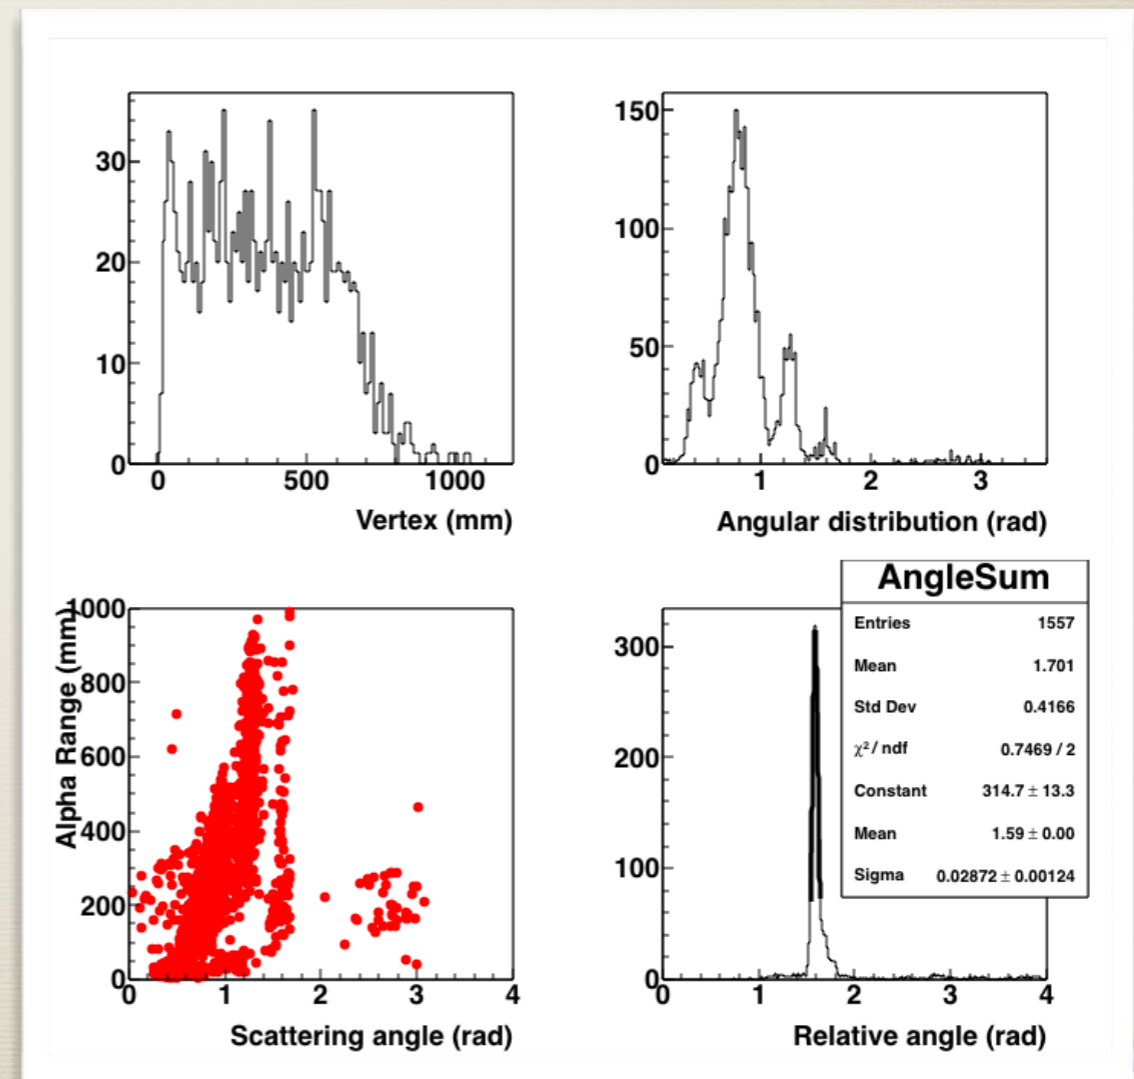 30
20
10
0
0 500 1000
Vertex (mm)
150
100
50
0
1 2 3
Angular distribution (rad)
1000
800
600
400
200
0
0 1 2 3 4
Alpha Range (mm)
Scattering angle (rad)
300
200
100
0
0 1 2 3 4
Relative angle (rad)
AngleSum
Entries 1557
Mean 1.701
Std Dev 0.4166
χ² / ndf 0.7469 / 2
Constant 314.7 ± 13.3
Mean 1.59 ± 0.00
Sigma 0.02872 ± 0.00124